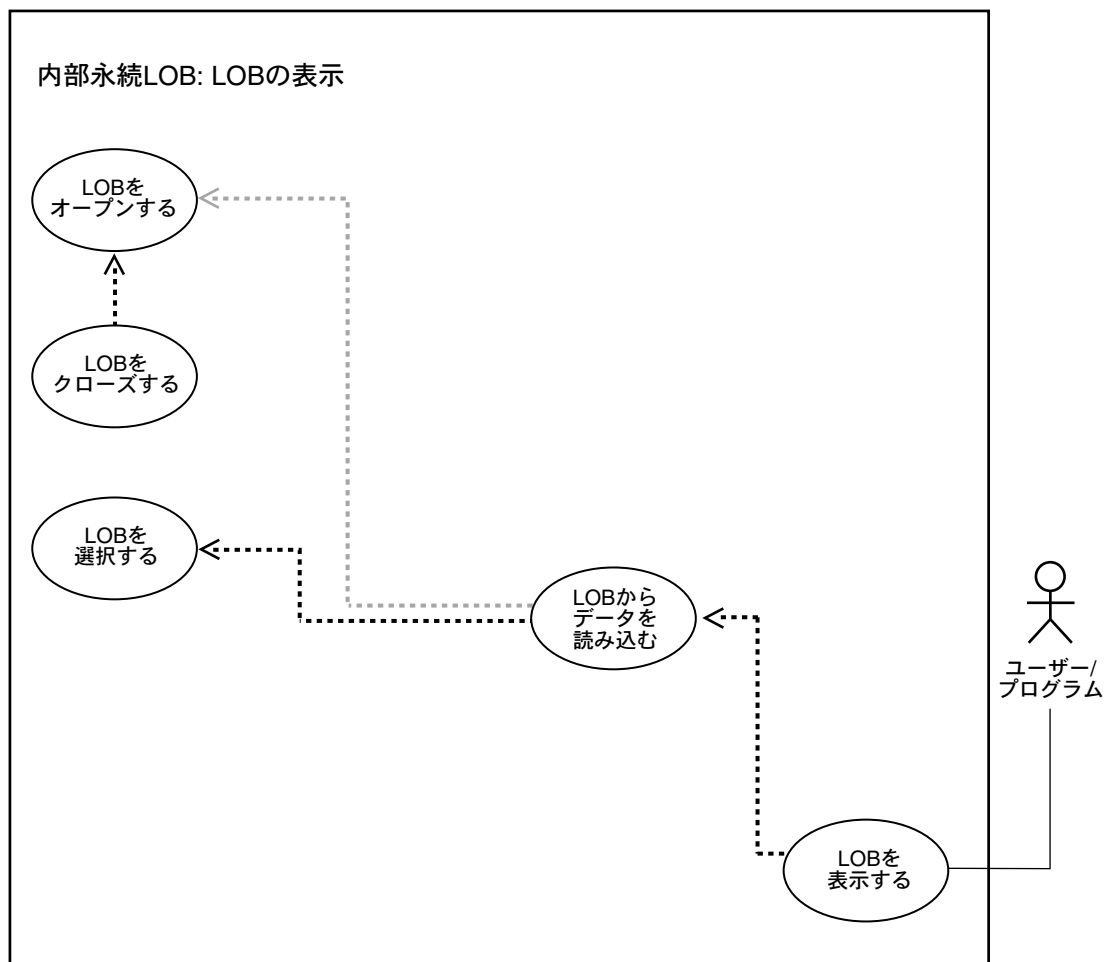 内部永続LOB: LOBの表示
LOBを
オープンする
LOBを
クローズする
LOBを
選択する
LOBから
データを
読み込む
ユーザー/
プログラム
LOBを
表示する